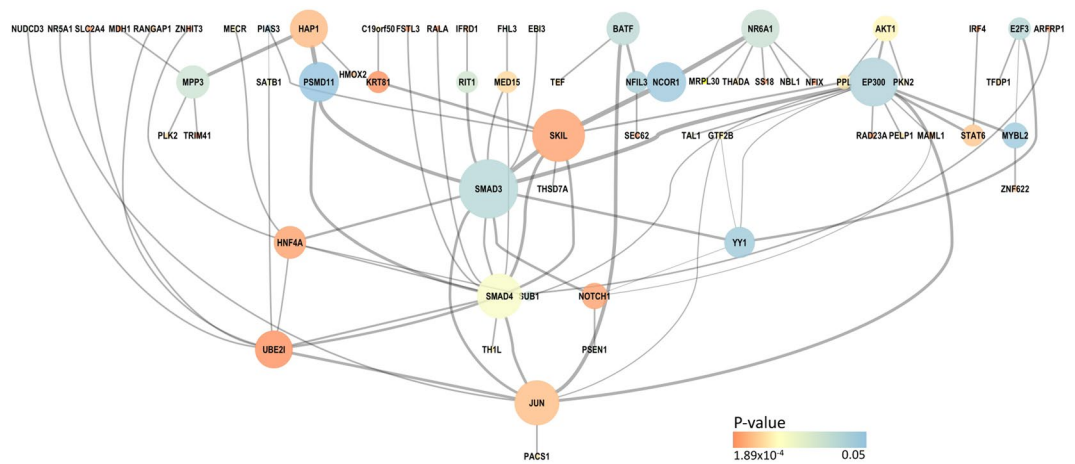 NUDCD3 NR5A1 SLC2A4 MDH1 RANGAP1 ZNHIT3 MECR PIAS3 HAP1 C19orf50 FSTL3 RALA IFRD1 FHL3 EBI3 BATF NR6A1 AKT1 IRF4 E2F3 ARFRP1
MPP3 SATB1 PSMD11 HMOX2 KRT81 RIT1 MED15 TEF NFIL3 NCOR1 MRPL30 THADA SS18 NBL1 NFIX PPL EP300 PKN2 TFDP1
PLK2 TRIM41 SKIL SEC62 TAL1 GTF2B RAD23A PELP1 MAML1 STAT6 MYBL2
SMAD3 THSD7A ZNF622
HNF4A YY1
SMAD4 SUB1 NOTCH1
UBE2I TH1L PSEN1
JUN
P-value
1.89x10⁻⁴ 0.05
PACS1